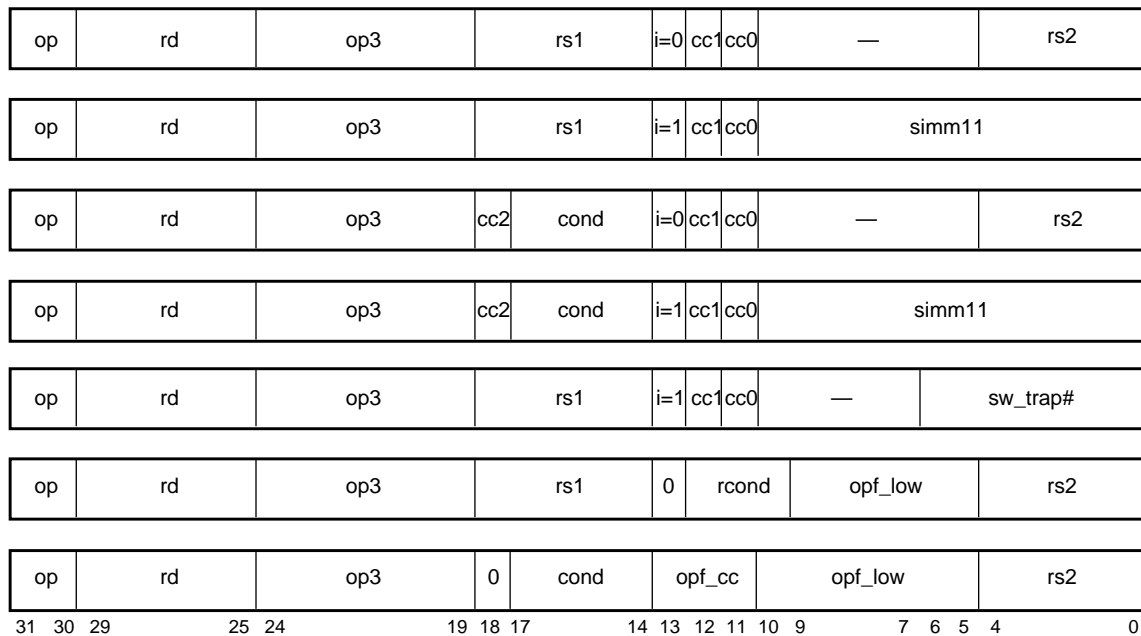 op rd op3 rs1 i=0 cc1 cc0 — rs2
op rd op3 rs1 i=1 cc1 cc0 simm11
op rd op3 cc2 cond i=0 cc1 cc0 — rs2
op rd op3 cc2 cond i=1 cc1 cc0 simm11
op rd op3 rs1 i=1 cc1 cc0 — sw_trap#
op rd op3 rs1 0 rcond opf_low rs2
op rd op3 0 cond opf_cc opf_low rs2
31 30 29 25 24 19 18 17 14 13 12 11 10 9 7 6 5 4 0